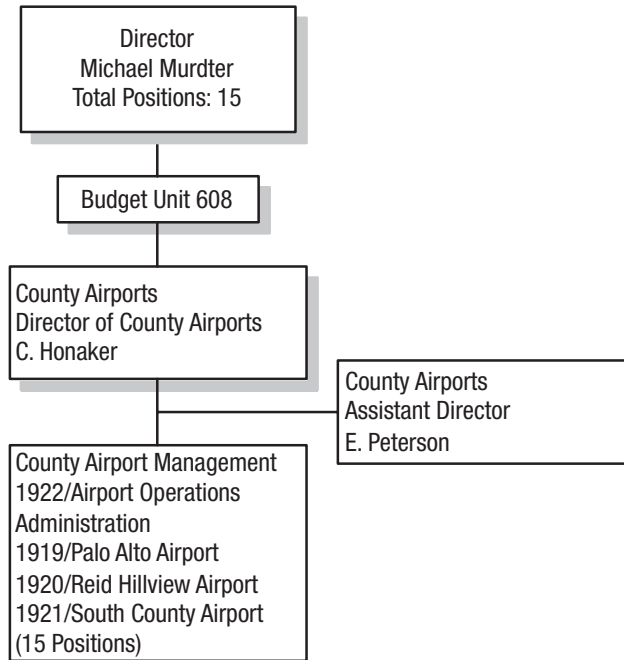 Director
Michael Murdter
Total Positions: 15
Budget Unit 608
County Airports
Director of County Airports
C. Honaker
County Airports
Assistant Director
E. Peterson
County Airport Management
1922/Airport Operations
Administration
1919/Palo Alto Airport
1920/Reid Hillview Airport
1921/South County Airport
(15 Positions)